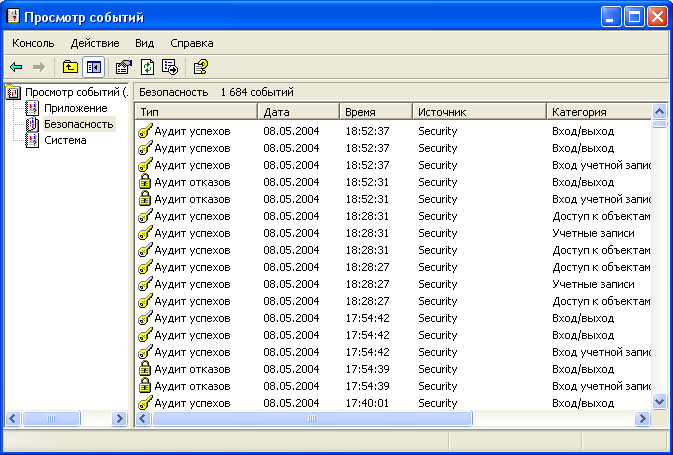 Просмотр событий
Консоль Действие Вид Справка
Просмотр событий (.
Приложение
Безопасность
Система
Безопасность 1 684 событий
Тип Дата Время Источник Категория
Аудит успехов 08.05.2004 18:52:37 Security Вход/выход
Аудит успехов 08.05.2004 18:52:37 Security Вход/выход
Аудит успехов 08.05.2004 18:52:37 Security Вход учетной запис
Аудит отказов 08.05.2004 18:52:31 Security Вход/выход
Аудит отказов 08.05.2004 18:52:31 Security Вход учетной запис
Аудит успехов 08.05.2004 18:28:31 Security Доступ к объектам
Аудит успехов 08.05.2004 18:28:31 Security Учетные записи
Аудит успехов 08.05.2004 18:28:31 Security Доступ к объектам
Аудит успехов 08.05.2004 18:28:27 Security Доступ к объектам
Аудит успехов 08.05.2004 18:28:27 Security Учетные записи
Аудит успехов 08.05.2004 18:28:27 Security Доступ к объектам
Аудит успехов 08.05.2004 17:54:42 Security Вход/выход
Аудит успехов 08.05.2004 17:54:42 Security Вход/выход
Аудит успехов 08.05.2004 17:54:42 Security Вход учетной запис
Аудит отказов 08.05.2004 17:54:39 Security Вход/выход
Аудит отказов 08.05.2004 17:54:39 Security Вход учетной запис
Аудит успехов 08.05.2004 17:40:01 Security Вход/выход